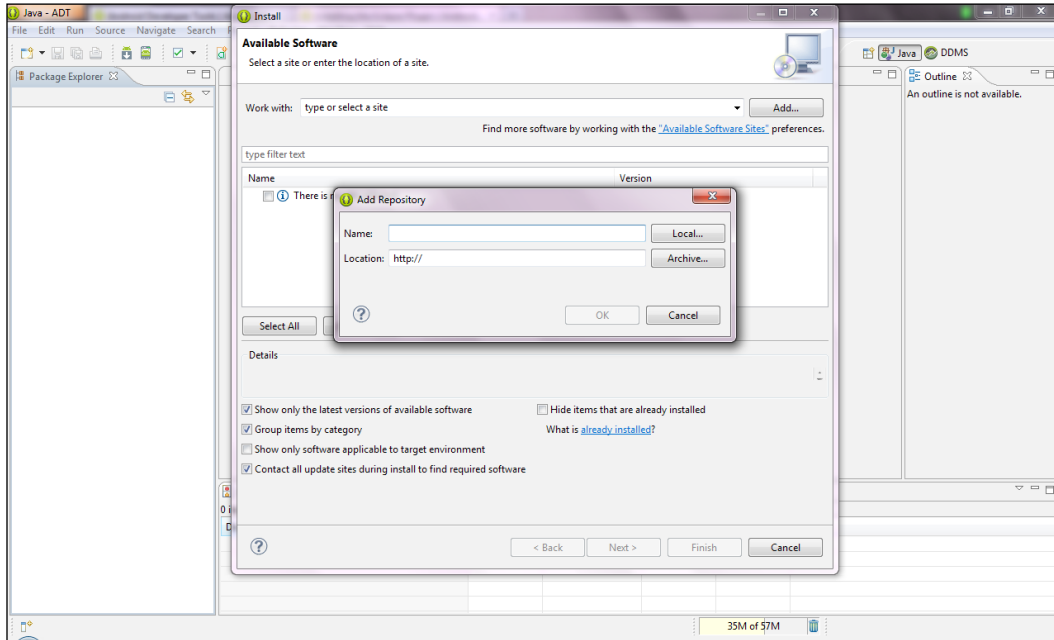 Java - ADT
Install
File Edit Run Source Navigate Search
Available Software
Select a site or enter the location of a site.
Java DDMS
Package Explorer
Outline
An outline is not available.
Work with: type or select a site Add...
Find more software by working with the "Available Software Sites" preferences.
type filter text
Name Version
There is
Add Repository
Name: Local...
Location: http:// Archive...
OK Cancel
Select All
Details
Show only the latest versions of available software
Hide items that are already installed
Group items by category
What is already installed?
Show only software applicable to target environment
Contact all update sites during install to find required software
0 i
D
< Back Next > Finish Cancel
35M of 57M